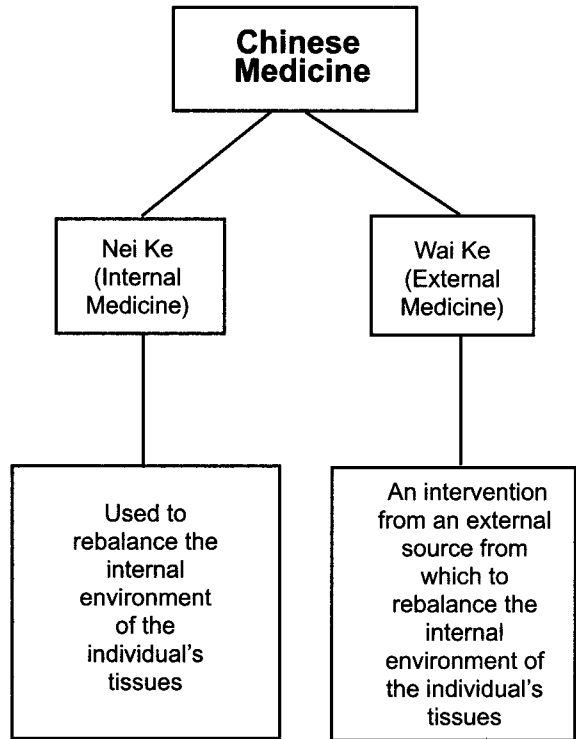 Chinese
Medicine
Nei Ke
(Internal
Medicine)
Wai Ke
(External
Medicine)
Used to
rebalance the
internal
environment
of the
individual's
tissues
An intervention
from an external
source from
which to
rebalance the
internal
environment of
the individual's
tissues